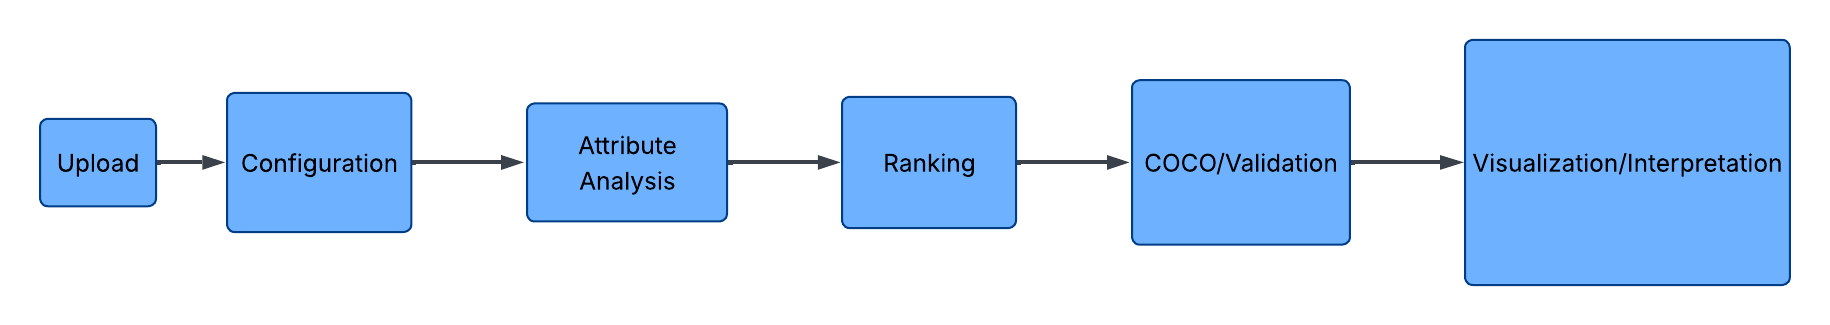 Upload
Configuration
Attribute
Analysis
Ranking
COCO/Validation
Visualization/Interpretation